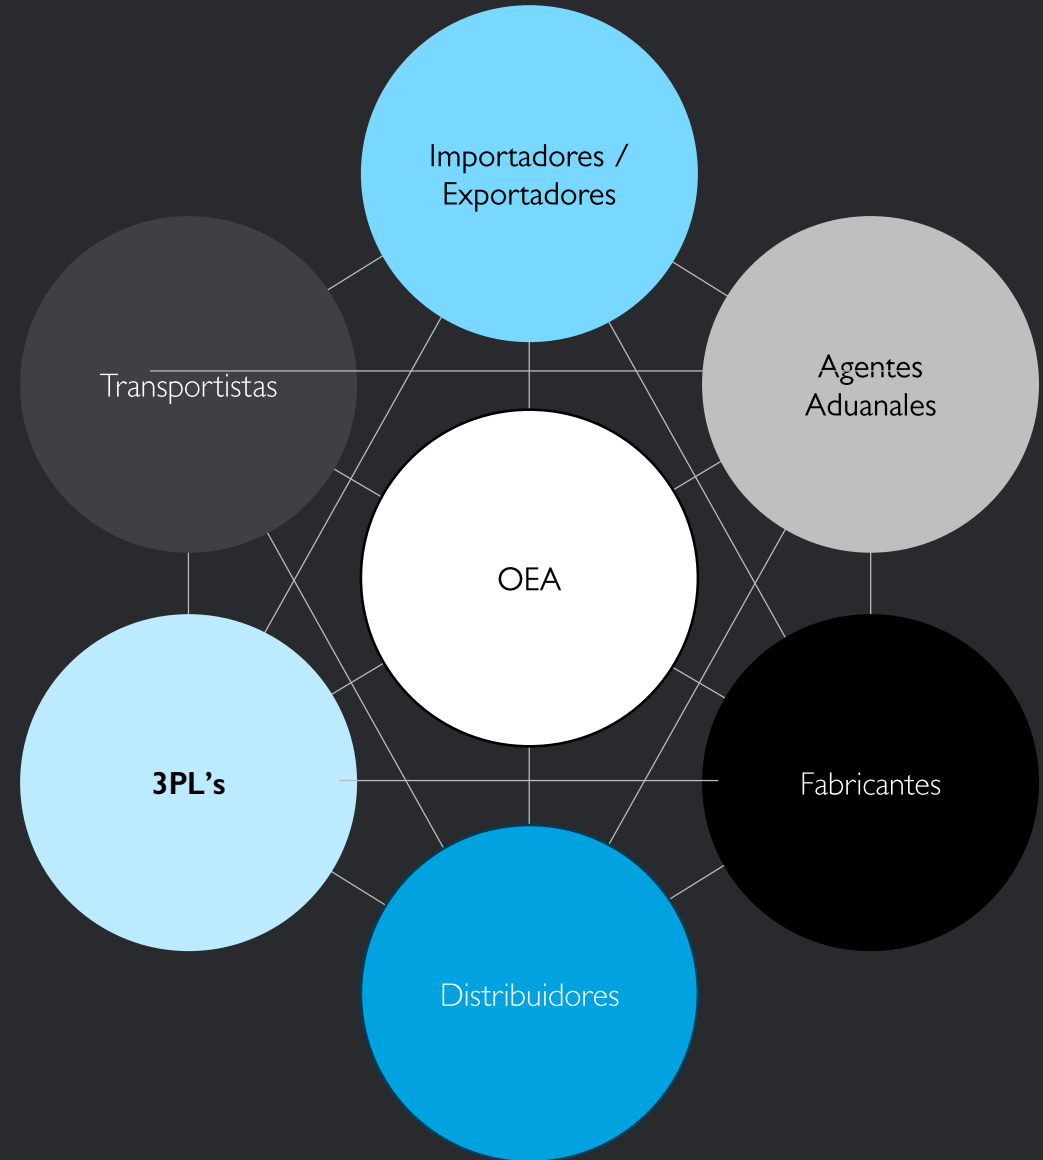 Importadores /
Exportadores
Transportistas
Agentes
Aduanales
OEA
3PL’s
Fabricantes
Distribuidores